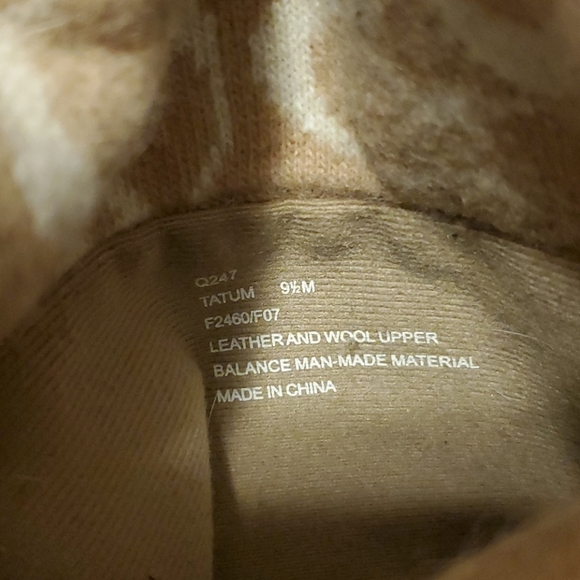 Q247
TATUM 9½M
F2460/F07
LEATHER AND WOOL UPPER
BALANCE MAN-MADE MATERIAL
MADE IN CHINA